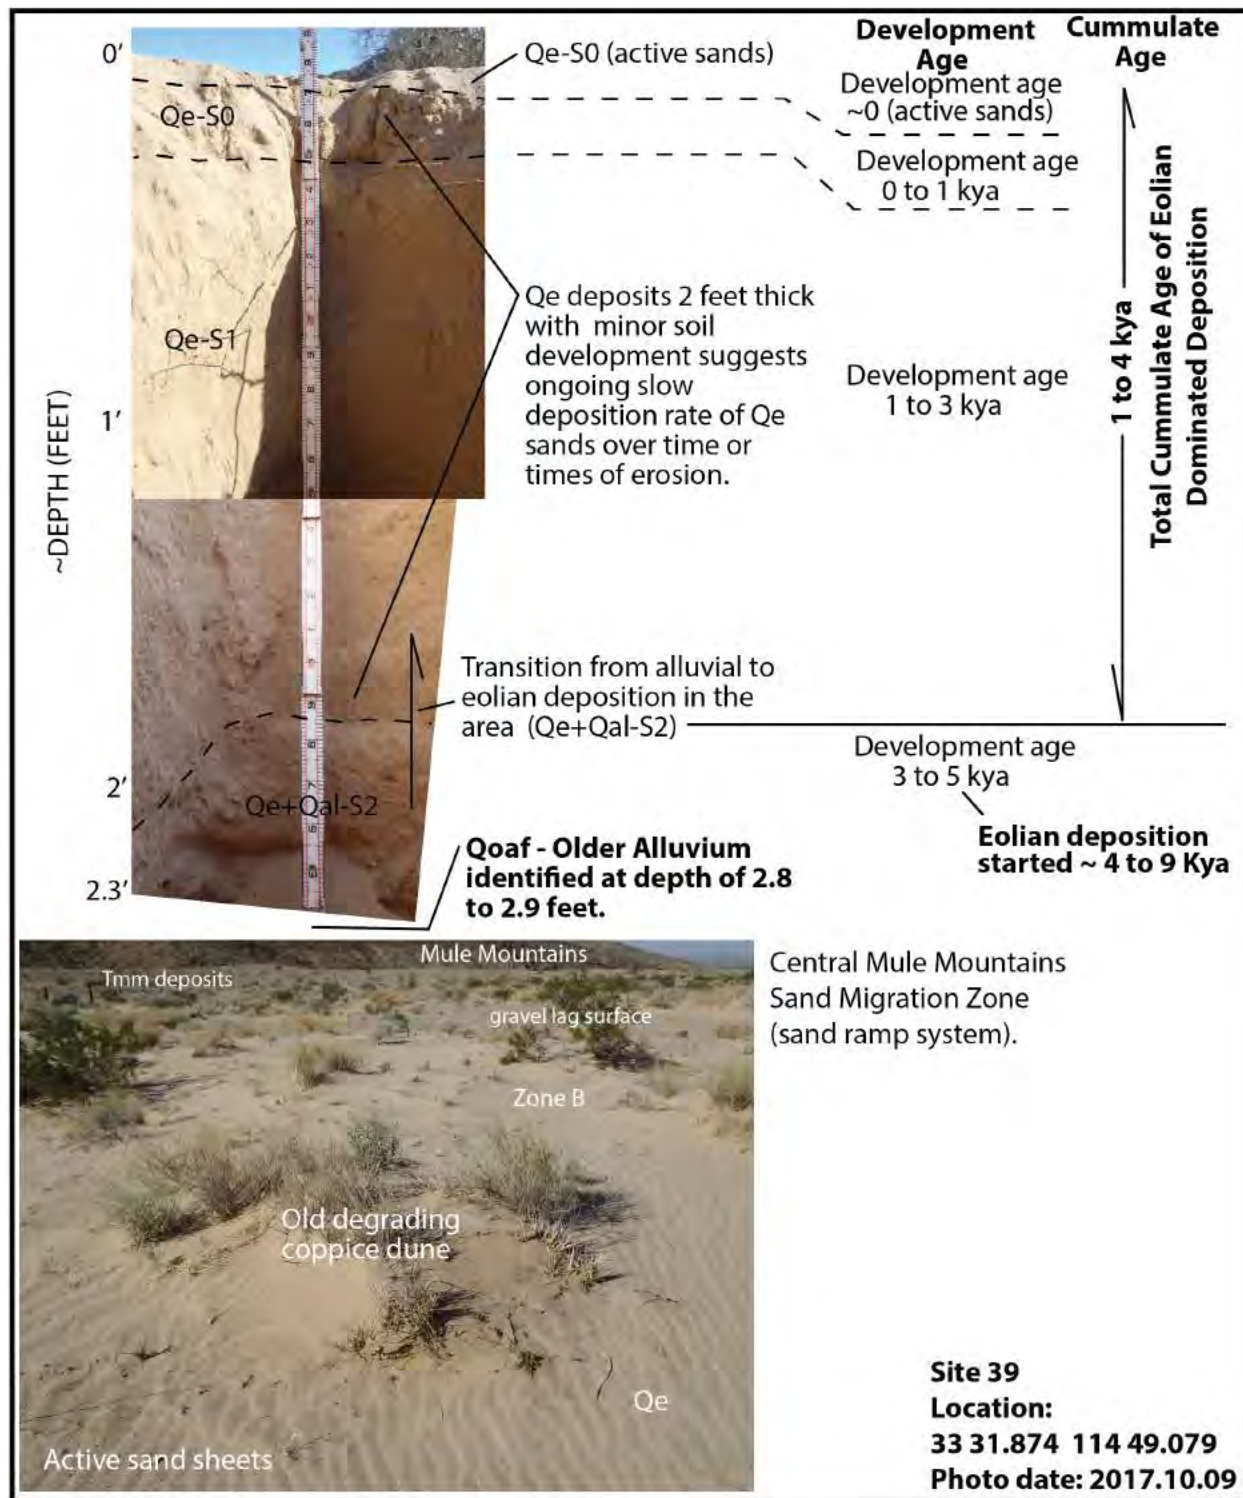 Development
Age
Cummulate
Age
0'
Qe-S0 (active sands)
Development age
~0 (active sands)
Qe-S0
Development age
0 to 1 kya
Qe deposits 2 feet thick
with minor soil
development suggests
ongoing slow
deposition rate of Qe
sands over time or
times of erosion.
Qe-S1
Development age
1 to 3 kya
1 to 4 kya
Total Cummulate Age of Eolian
Dominated Deposition
~DEPTH (FEET)
1'
Transition from alluvial to
eolian deposition in the
area (Qe+Qal-S2)
Development age
3 to 5 kya
2'
Qe+Qal-S2
Eolian deposition
started ~ 4 to 9 Kya
Qoaf - Older Alluvium
identified at depth of 2.8
to 2.9 feet.
2.3'
Mule Mountains
Tmm deposits
gravel lag surface
Zone B
Central Mule Mountains
Sand Migration Zone
(sand ramp system).
Old degrading
coppice dune
Qe
Active sand sheets
Site 39
Location:
33 31.874 114 49.079
Photo date: 2017.10.09